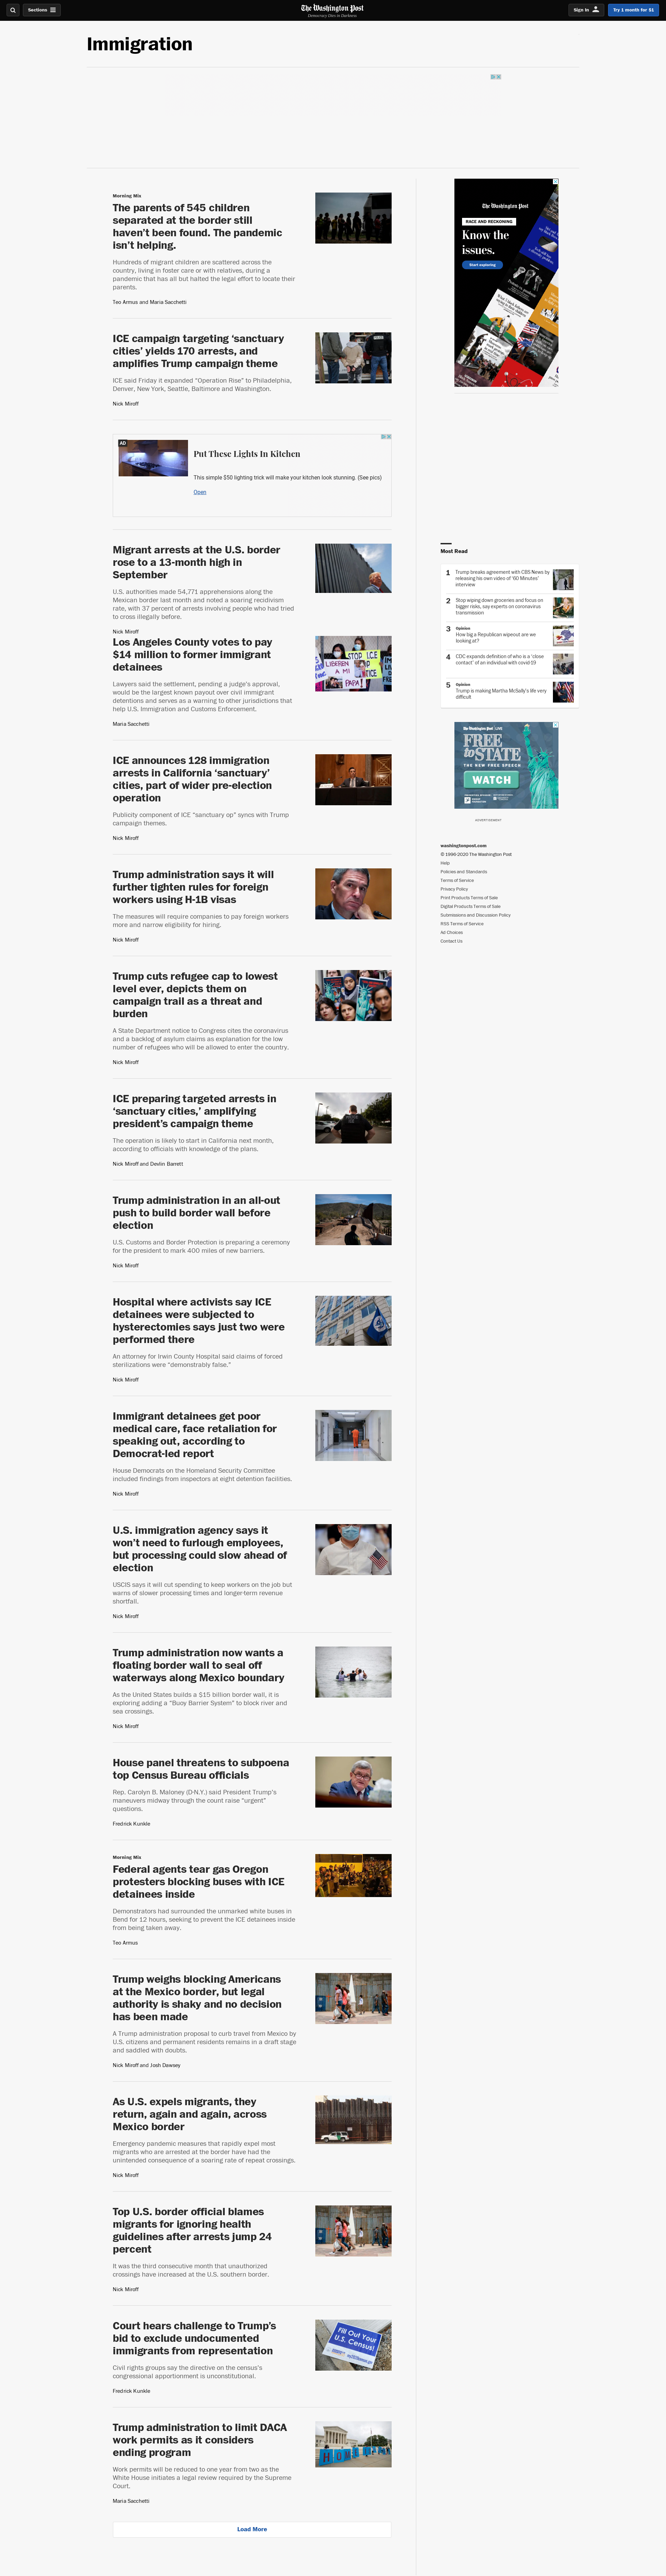 Sections
The Washington Post
Democracy Dies in Darkness
Sign in
Try 1 month for $1
Immigration
Morning Mix
The parents of 545 children
separated at the border still
haven't been found. The pandemic
isn't helping.
Hundreds of migrant children are scattered across the
country, living in foster care or with relatives, during a
pandemic that has all but halted the legal effort to locate their
parents.
Teo Armus and Maria Sacchetti
ICE campaign targeting 'sanctuary
cities' yields 170 arrests, and
amplifies Trump campaign theme
ICE said Friday it expanded "Operation Rise" to Philadelphia,
Denver, New York, Seattle, Baltimore and Washington.
Nick Miroff
AD
Put These Lights In Kitchen
This simple $50 lighting trick will make your kitchen look stunning. (See pics)
Open
Migrant arrests at the U.S. border
rose to a 13-month high in
September
U.S. authorities made 54,771 apprehensions along the
Mexican border last month and noted a soaring recidivism
rate, with 37 percent of arrests involving people who had tried
to cross illegally before.
Nick Miroff
Los Angeles County votes to pay
$14 million to former immigrant
detainees
Lawyers said the settlement, pending a judge's approval,
would be the largest known payout over civil immigrant
detentions and serves as a warning to other jurisdictions that
help U.S. Immigration and Customs Enforcement.
Maria Sacchetti
ICE announces 128 immigration
arrests in California 'sanctuary'
cities, part of wider pre-election
operation
Publicity component of ICE "sanctuary op" syncs with Trump
campaign themes.
Nick Miroff
Trump administration says it will
further tighten rules for foreign
workers using H-1B visas
The measures will require companies to pay foreign workers
more and narrow eligibility for hiring.
Nick Miroff
Trump cuts refugee cap to lowest
level ever, depicts them on
campaign trail as a threat and
burden
A State Department notice to Congress cites the coronavirus
and a backlog of asylum claims as explanation for the low
number of refugees who will be allowed to enter the country.
Nick Miroff
ICE preparing targeted arrests in
'sanctuary cities,' amplifying
president's campaign theme
The operation is likely to start in California next month,
according to officials with knowledge of the plans.
Nick Miroff and Devlin Barrett
Trump administration in an all-out
push to build border wall before
election
U.S. Customs and Border Protection is preparing a ceremony
for the president to mark 400 miles of new barriers.
Nick Miroff
Hospital where activists say ICE
detainees were subjected to
hysterectomies says just two were
performed there
An attorney for Irwin County Hospital said claims of forced
sterilizations were "demonstrably false."
Nick Miroff
Immigrant detainees get poor
medical care, face retaliation for
speaking out, according to
Democrat-led report
House Democrats on the Homeland Security Committee
included findings from inspectors at eight detention facilities.
Nick Miroff
U.S. immigration agency says it
won't need to furlough employees,
but processing could slow ahead of
election
USCIS says it will cut spending to keep workers on the job but
warns of slower processing times and longer-term revenue
shortfall.
Nick Miroff
Trump administration now wants a
floating border wall to seal off
waterways along Mexico boundary
As the United States builds a $15 billion border wall, it is
exploring adding a "Buoy Barrier System" to block river and
sea crossings.
Nick Miroff
House panel threatens to subpoena
top Census Bureau officials
Rep. Carolyn B. Maloney (D-N.Y.) said President Trump's
maneuvers midway through the count raise "urgent"
questions.
Fredrick Kunkle
Morning Mix
Federal agents tear gas Oregon
protesters blocking buses with ICE
detainees inside
Demonstrators had surrounded the unmarked white buses in
Bend for 12 hours, seeking to prevent the ICE detainees inside
from being taken away.
Teo Armus
Trump weighs blocking Americans
at the Mexico border, but legal
authority is shaky and no decision
has been made
A Trump administration proposal to curb travel from Mexico by
U.S. citizens and permanent residents remains in a draft stage
and saddled with doubts.
Nick Miroff and Josh Dawsey
As U.S. expels migrants, they
return, again and again, across
Mexico border
Emergency pandemic measures that rapidly expel most
migrants who are arrested at the border have had the
unintended consequence of a soaring rate of repeat crossings.
Nick Miroff
Top U.S. border official blames
migrants for ignoring health
guidelines after arrests jump 24
percent
It was the third consecutive month that unauthorized
crossings have increased at the U.S. southern border.
Nick Miroff
Court hears challenge to Trump's
bid to exclude undocumented
immigrants from representation
Civil rights groups say the directive on the census's
congressional apportionment is unconstitutional.
Fredrick Kunkle
Fill Out Your
U.S. Census!
Trump administration to limit DACA
work permits as it considers
ending program
Work permits will be reduced to one year from two as the
White House initiates a legal review required by the Supreme
Court.
Maria Sacchetti
Load More
The Washington Post
RACE AND RECKONING
Know the
issues.
Start exploring
Most Read
1
Trump breaks agreement with CBS News by
releasing his own video of '60 Minutes'
interview
2
Stop wiping down groceries and focus on
bigger risks, say experts on coronavirus
transmission
3
Opinion
How big a Republican wipeout are we
looking at?
4
CDC expands definition of who is a 'close
contact' of an individual with covid-19
5
Opinion
Trump is making Martha McSally's life very
difficult
The Washington Post LIVE
FREE
to STATE
THE NEW FREE SPEECH
WATCH
ADVERTISEMENT
washingtonpost.com
© 1996-2020 The Washington Post
Help
Policies and Standards
Terms of Service
Privacy Policy
Print Products Terms of Sale
Digital Products Terms of Sale
Submissions and Discussion Policy
RSS Terms of Service
Ad Choices
Contact Us